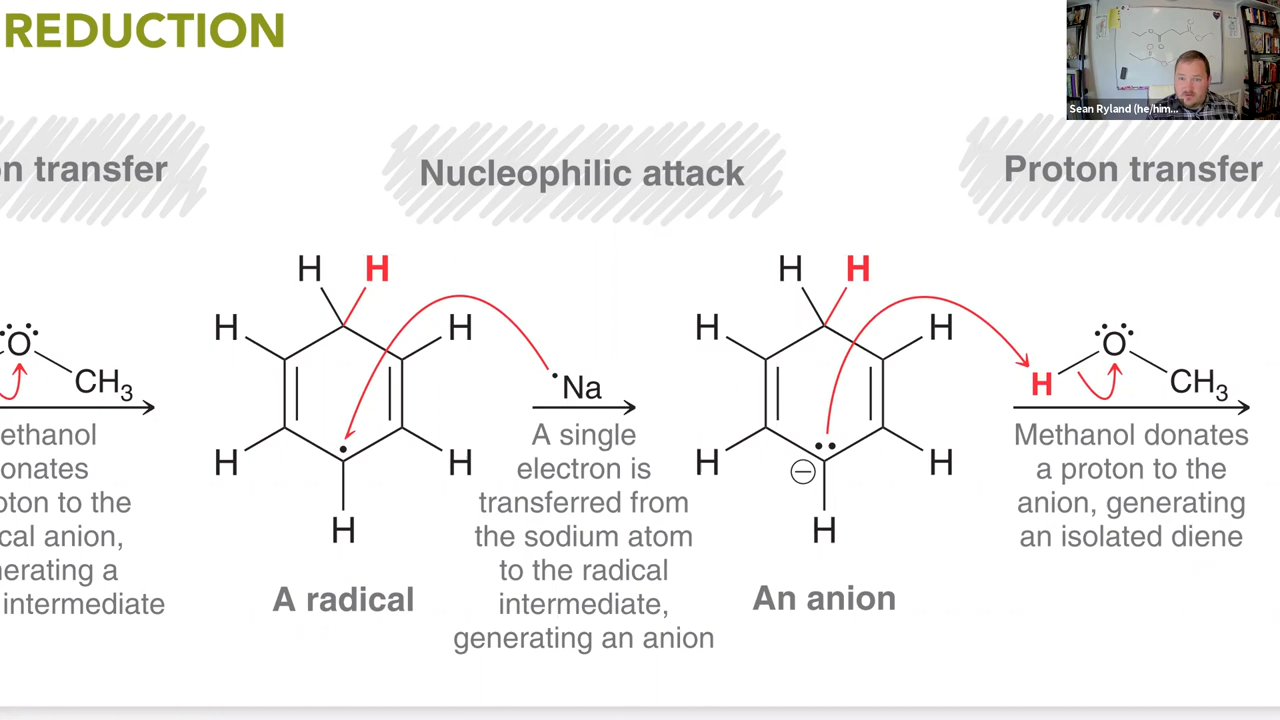 REDUCTION
Sean Ryland (he/him...
n transfer
Nucleophilic attack
Proton transfer
H H
H H
O
CH3
H H
H
ethanol
onates
oton to the
cal anion,
nerating a
intermediate
A radical
•Na
A single
electron is
transferred from
the sodium atom
to the radical
intermediate,
generating an anion
H H
H H
H H
H
An anion
O
H CH3
Methanol donates
a proton to the
anion, generating
an isolated diene